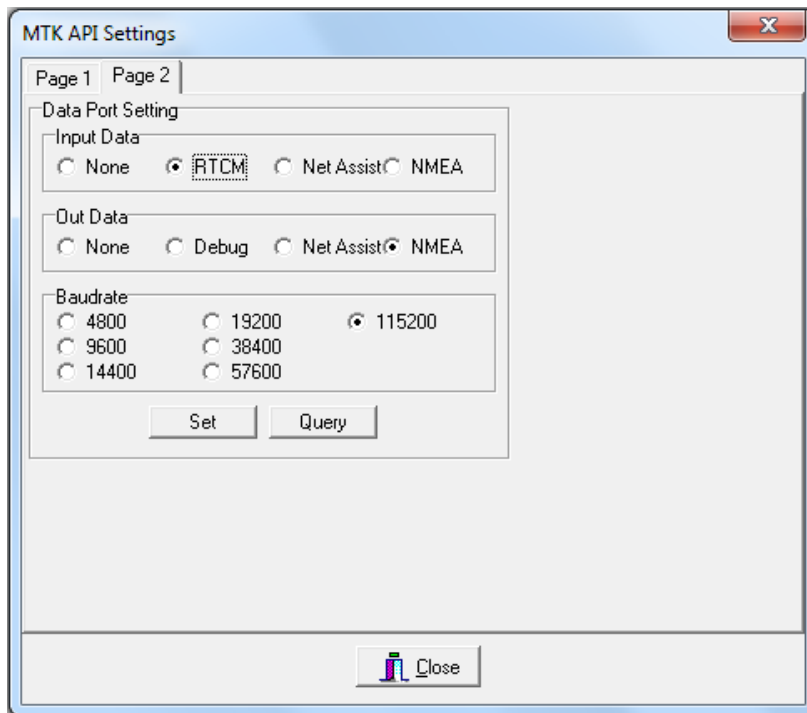 MTK API Settings
Page 1 Page 2
Data Port Setting
Input Data
None RTCM Net Assist NMEA
Out Data
None Debug Net Assist NMEA
Baudrate
4800 19200 115200
9600 38400
14400 57600
Set Query
Close